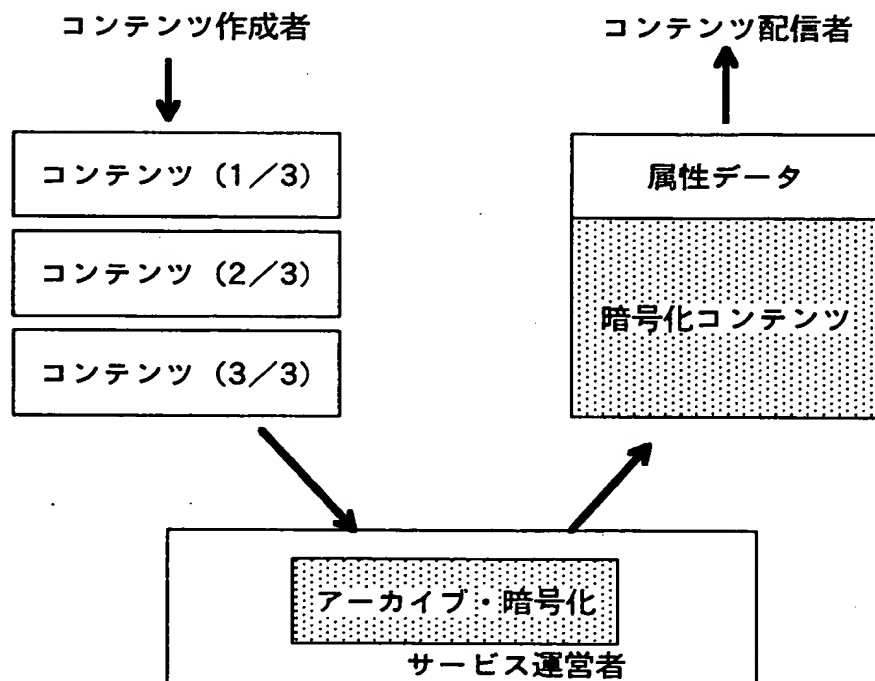 コンテンツ作成者
コンテンツ（1／3）
コンテンツ（2／3）
コンテンツ（3／3）
コンテンツ配信者
属性データ
暗号化コンテンツ
アーカイブ・暗号化
サービス運営者